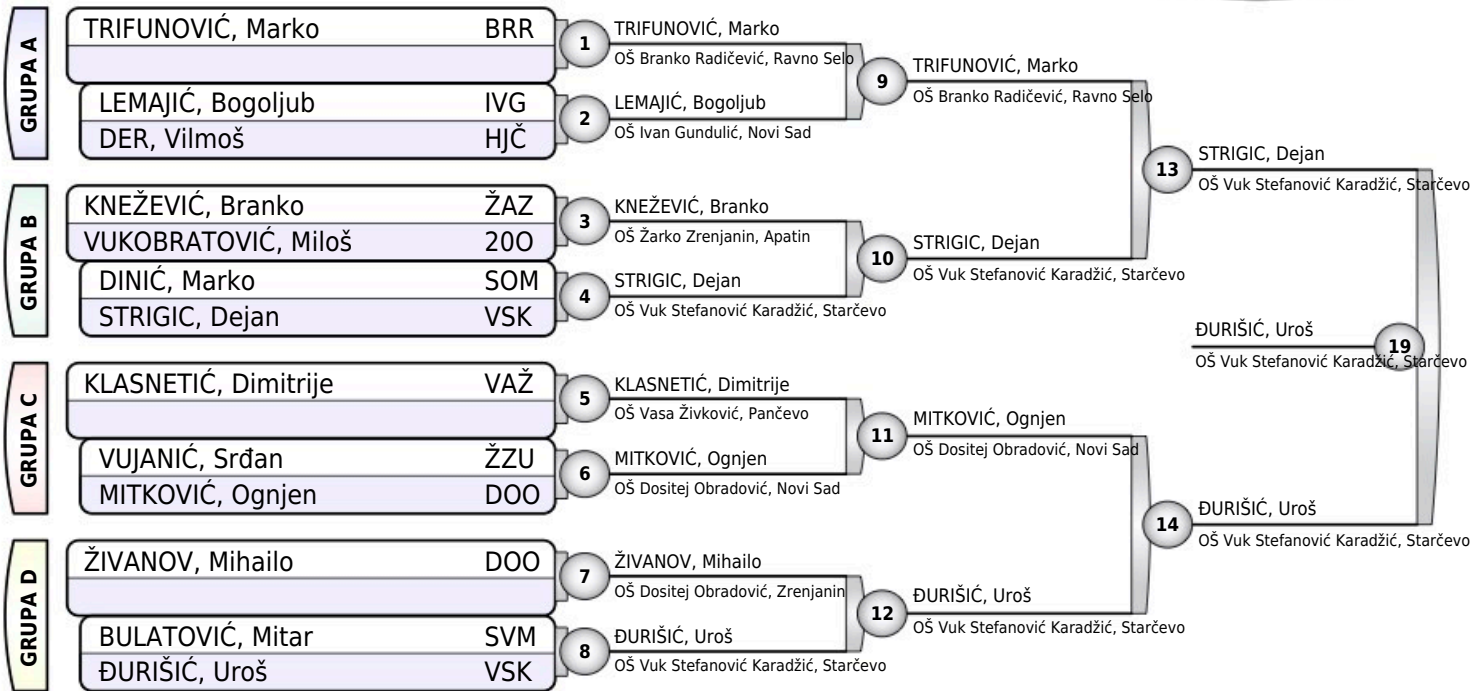 GRUPA A
TRIFUNOVIĆ, Marko BRR
LEMAJIĆ, Bogoljub IVG
DER, Vilmoš HJČ
GRUPA B
KNEŽEVIĆ, Branko ŽAZ
VUKOBRATOVIĆ, Miloš 20O
DINIĆ, Marko SOM
STRIGIC, Dejan VSK
GRUPA C
KLASNETIĆ, Dimitrije VAŽ
VUJANIĆ, Srđan ŽZU
MITKOVIĆ, Ognjen DOO
GRUPA D
ŽIVANOV, Mihailo DOO
BULATOVIĆ, Mitar SVM
ĐURIŠIĆ, Uroš VSK
1
TRIFUNOVIĆ, Marko
OŠ Branko Radičević, Ravno Selo
2
LEMAJIĆ, Bogoljub
OŠ Ivan Gundulić, Novi Sad
3
KNEŽEVIĆ, Branko
OŠ Žarko Zrenjanin, Apatin
4
STRIGIC, Dejan
OŠ Vuk Stefanović Karadžić, Starčevo
5
KLASNETIĆ, Dimitrije
OŠ Vasa Živković, Pančevo
6
MITKOVIĆ, Ognjen
OŠ Dositej Obradović, Novi Sad
7
ŽIVANOV, Mihailo
OŠ Dositej Obradović, Zrenjanin
8
ĐURIŠIĆ, Uroš
OŠ Vuk Stefanović Karadžić, Starčevo
9
TRIFUNOVIĆ, Marko
OŠ Branko Radičević, Ravno Selo
10
STRIGIC, Dejan
OŠ Vuk Stefanović Karadžić, Starčevo
11
MITKOVIĆ, Ognjen
OŠ Dositej Obradović, Novi Sad
12
ĐURIŠIĆ, Uroš
OŠ Vuk Stefanović Karadžić, Starčevo
13
STRIGIC, Dejan
OŠ Vuk Stefanović Karadžić, Starčevo
14
ĐURIŠIĆ, Uroš
OŠ Vuk Stefanović Karadžić, Starčevo
ĐURIŠIĆ, Uroš
19
OŠ Vuk Stefanović Karadžić, Starčevo